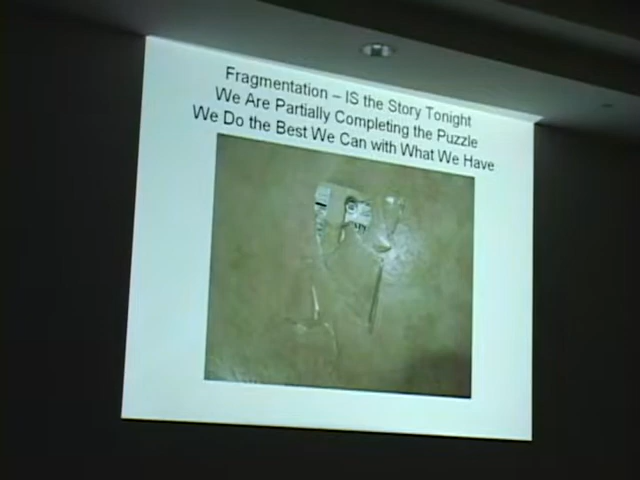 Fragmentation – IS the Story Tonight
We Are Partially Completing the Puzzle
We Do the Best We Can with What We Have